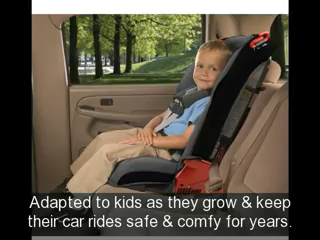 Adapted to kids as they grow & keep
their car rides safe & comfy for years.